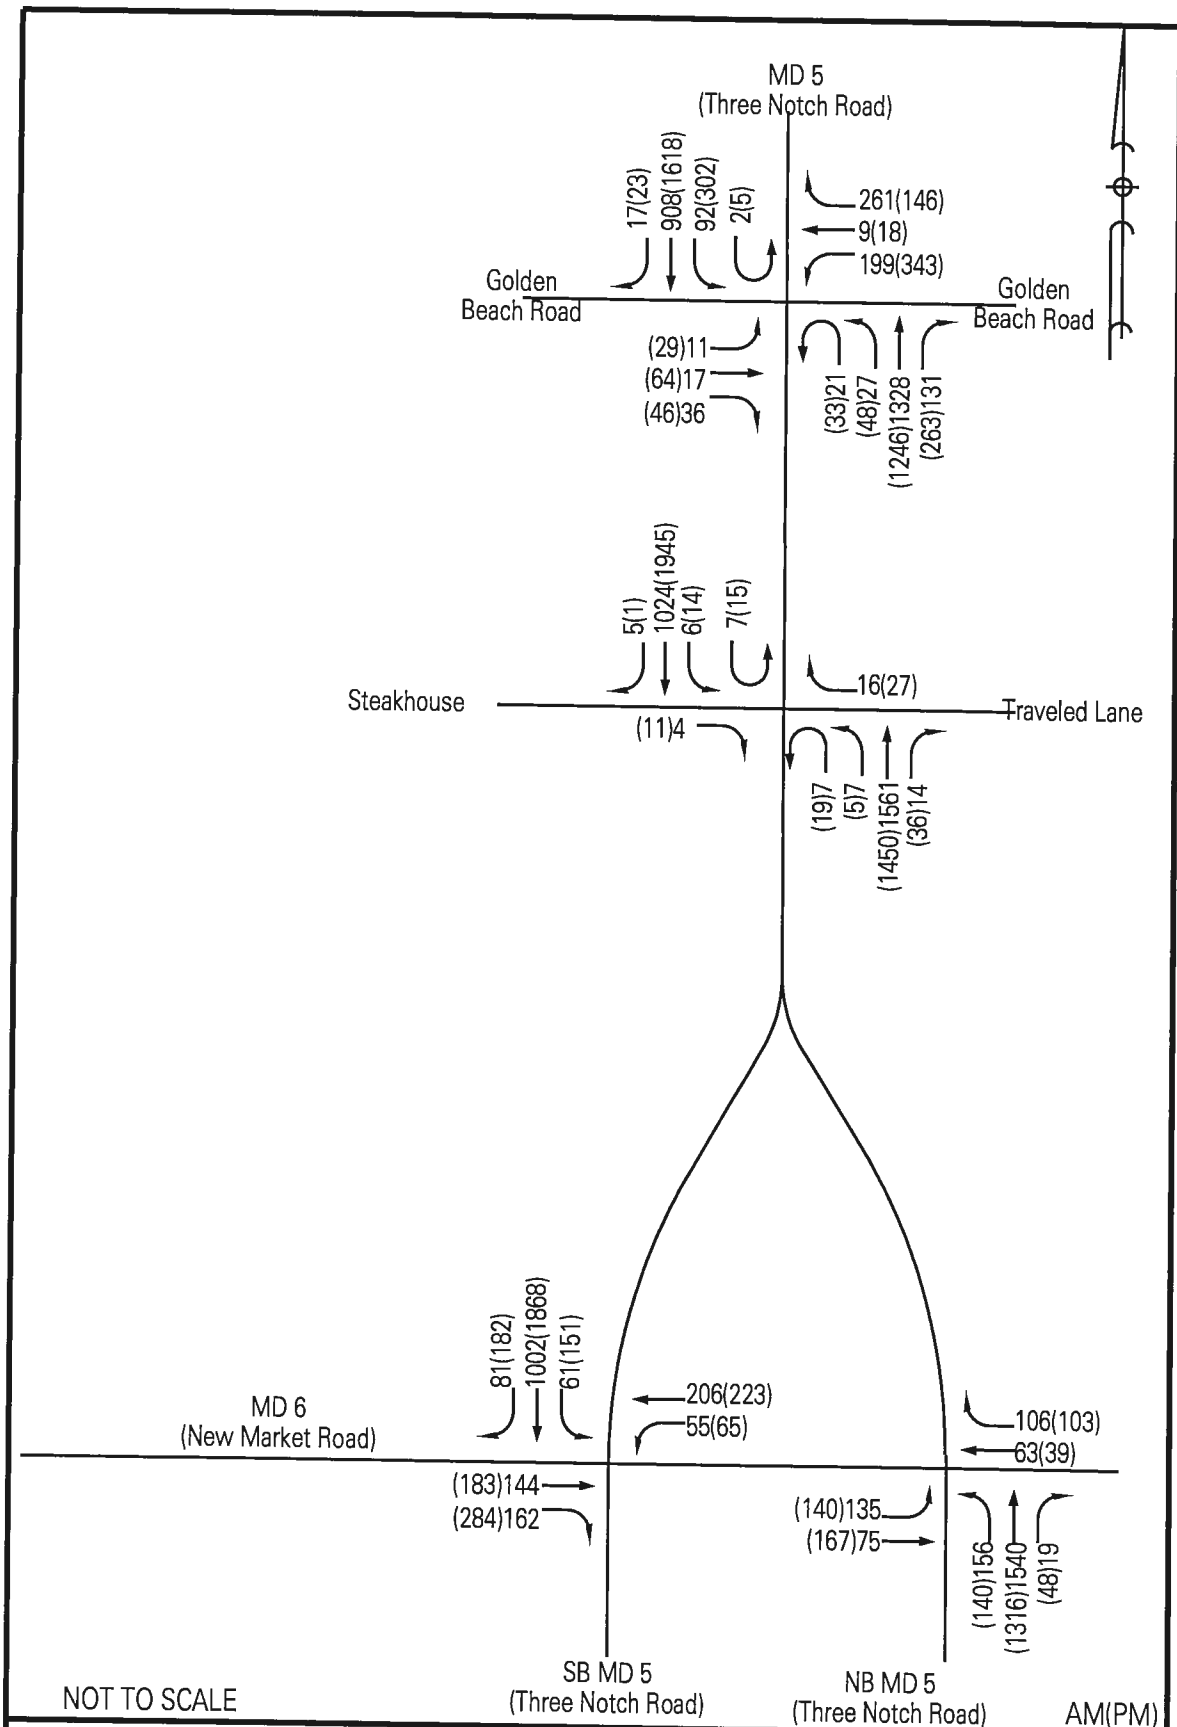 MD 5
(Three Notch Road)
17(23)
908(1618)
92(302)
2(5)
261(146)
9(18)
199(343)
Golden
Beach Road
Golden
Beach Road
(29)11
(64)17
(46)36
(33)21
(48)27
(1246)1328
(263)131
5(1)
1024(1945)
6(14)
7(15)
16(27)
Steakhouse
Traveled Lane
(11)4
(19)7
(5)7
(1450)1561
(36)14
81(182)
1002(1868)
61(151)
206(223)
55(65)
MD 6
(New Market Road)
106(103)
63(39)
(183)144
(284)162
(140)135
(167)75
(140)156
(1316)1540
(48)19
SB MD 5
(Three Notch Road)
NB MD 5
(Three Notch Road)
NOT TO SCALE
AM(PM)